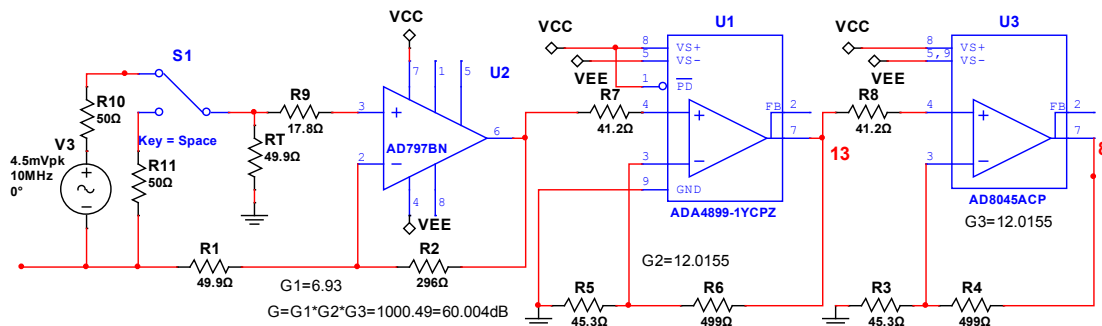 VCC
S1
U2
R10
50Ω
V3
4.5mVpk
10MHz
0°
R11
50Ω
Key = Space
R9
17.8Ω
RT
49.9Ω
7
1
5
3
2
6
4
8
AD797BN
VEE
R1
49.9Ω
R2
296Ω
G1=6.93
G=G1*G2*G3=1000.49=60.004dB
U1
VCC
VEE
R7
41.2Ω
8
5
1
4
3
9
VS+
VS-
PD
GND
FB
2
7
13
ADA4899-1YCPZ
G2=12.0155
R5
45.3Ω
R6
499Ω
U3
VCC
VEE
R8
41.2Ω
8
5,9
4
3
VS+
VS-
FB
2
7
8
AD8045ACP
G3=12.0155
R3
45.3Ω
R4
499Ω